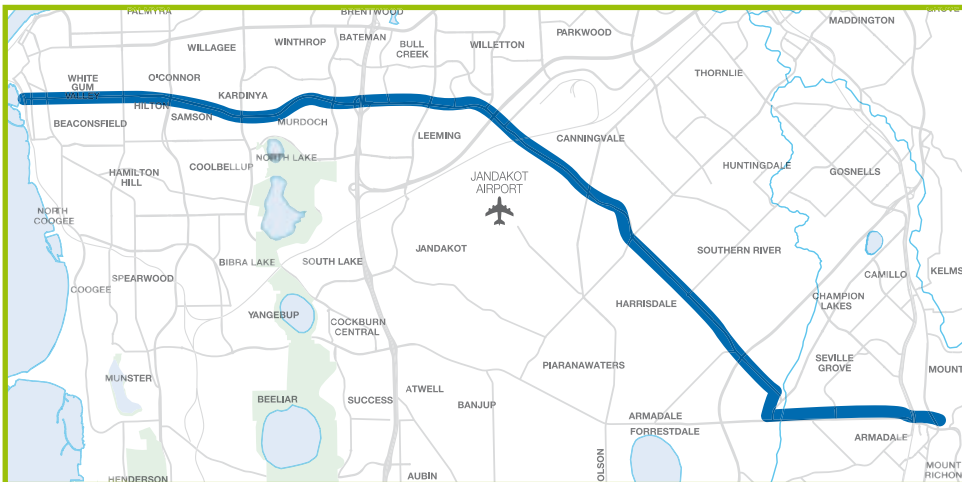 PALMYRA
BRENTWOOD
GROVE
MADDINGTON
WILLAGEE
WINTHROP
BATEMAN
BULL
CREEK
WILLETTON
PARKWOOD
THORNLIE
WHITE
GUM
VALLEY
O'CONNOR
HILTON
SAMSON
KARDINYA
MURDOCH
BEACONSFIELD
LEEMING
CANNINGVALE
HAMILTON
HILL
COOLBELLUP
NORTH LAKE
JANDAKOT
AIRPORT
HUNTINGDALE
GOSNELLS
NORTH
COOGEE
JANDAKOT
SOUTHERN RIVER
SPEARWOOD
BIBRA LAKE
SOUTH LAKE
CAMILLO
KELMS
COOGEE
HARRISDALE
CHAMPION
LAKES
YANGEBUP
COCKBURN
CENTRAL
PIARANAWATERS
SEVILLE
GROVE
MOUNT
MUNSTER
BEELIAR
SUCCESS
ATWELL
BANJUP
ARMADALE
FORRESTDALE
ARMADALE
HENDERSON
AUBIN
OLSON
MOUNT
RICHON